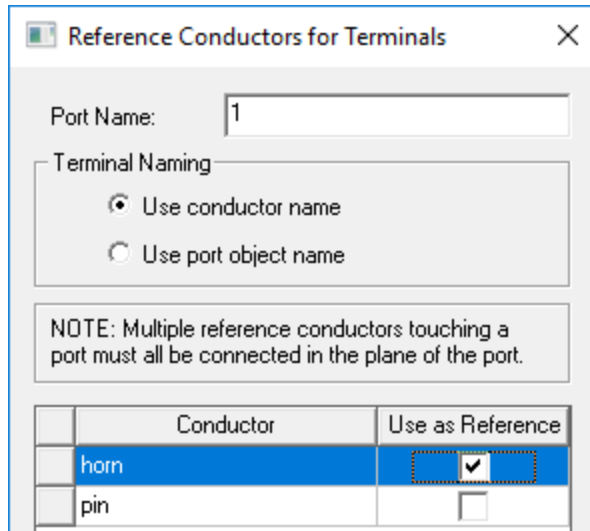 Reference Conductors for Terminals
Port Name: 1
Terminal Naming
Use conductor name
Use port object name
NOTE: Multiple reference conductors touching a
port must all be connected in the plane of the port.
Conductor Use as Reference
horn
pin